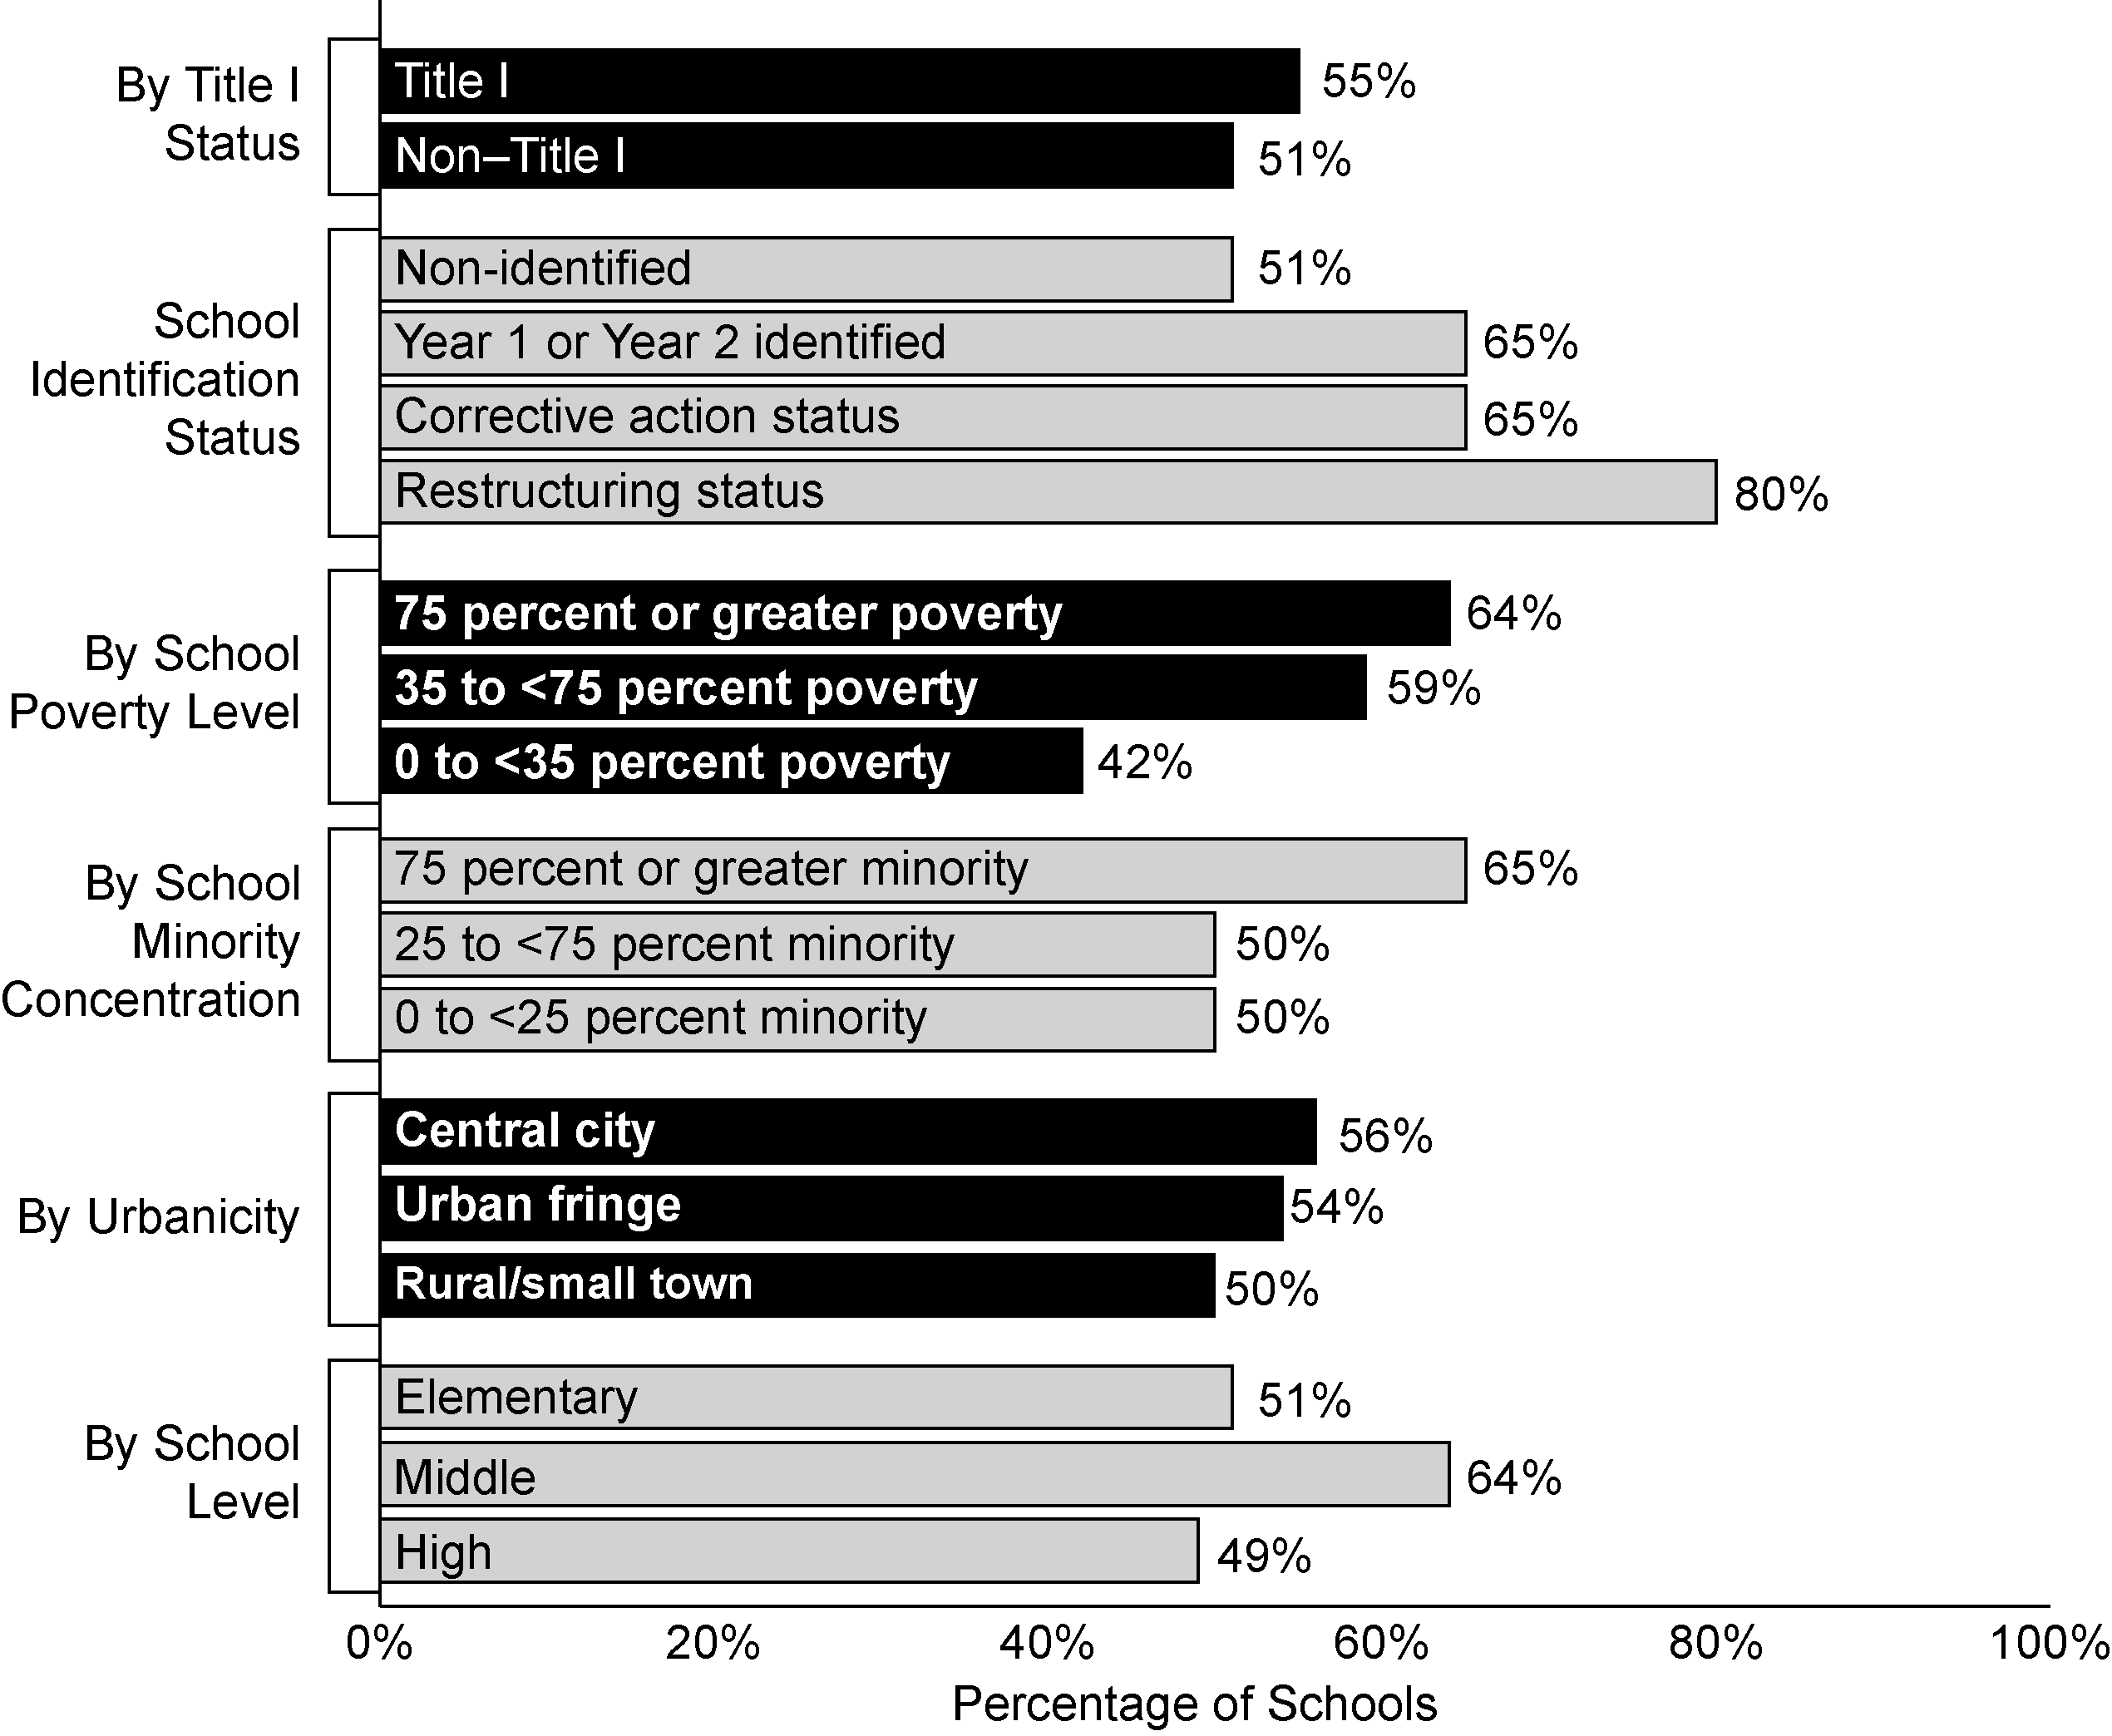 By Title I
Status
Title I
55%
Non–Title I
51%
School
Identification
Status
Non-identified
51%
Year 1 or Year 2 identified
65%
Corrective action status
65%
Restructuring status
80%
By School
Poverty Level
75 percent or greater poverty
64%
35 to <75 percent poverty
59%
0 to <35 percent poverty
42%
By School
Minority
Concentration
75 percent or greater minority
65%
25 to <75 percent minority
50%
0 to <25 percent minority
50%
By Urbanicity
Central city
56%
Urban fringe
54%
Rural/small town
50%
By School
Level
Elementary
51%
Middle
64%
High
49%
0% 20% 40% 60% 80% 100%
Percentage of Schools